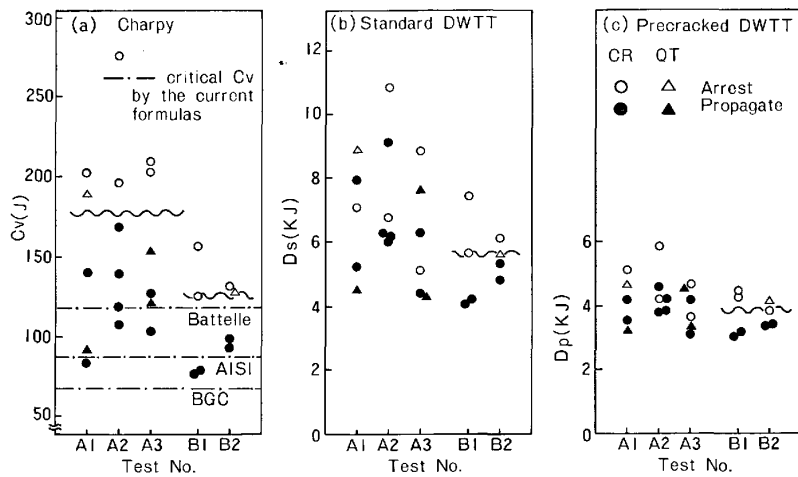 (a) Charpy
critical Cv
by the current
formulas
300
250
200
150
100
50
Cv(J)
Battelle
AISI
BGC
A1 A2 A3 B1 B2
Test No.
(b) Standard DWTT
12
10
8
6
4
2
0
Ds(KJ)
A1 A2 A3 B1 B2
Test No.
(c) Precracked DWTT
CR QT
Arrest
Propagate
6
4
2
0
Dp(KJ)
A1 A2 A3 B1 B2
Test No.